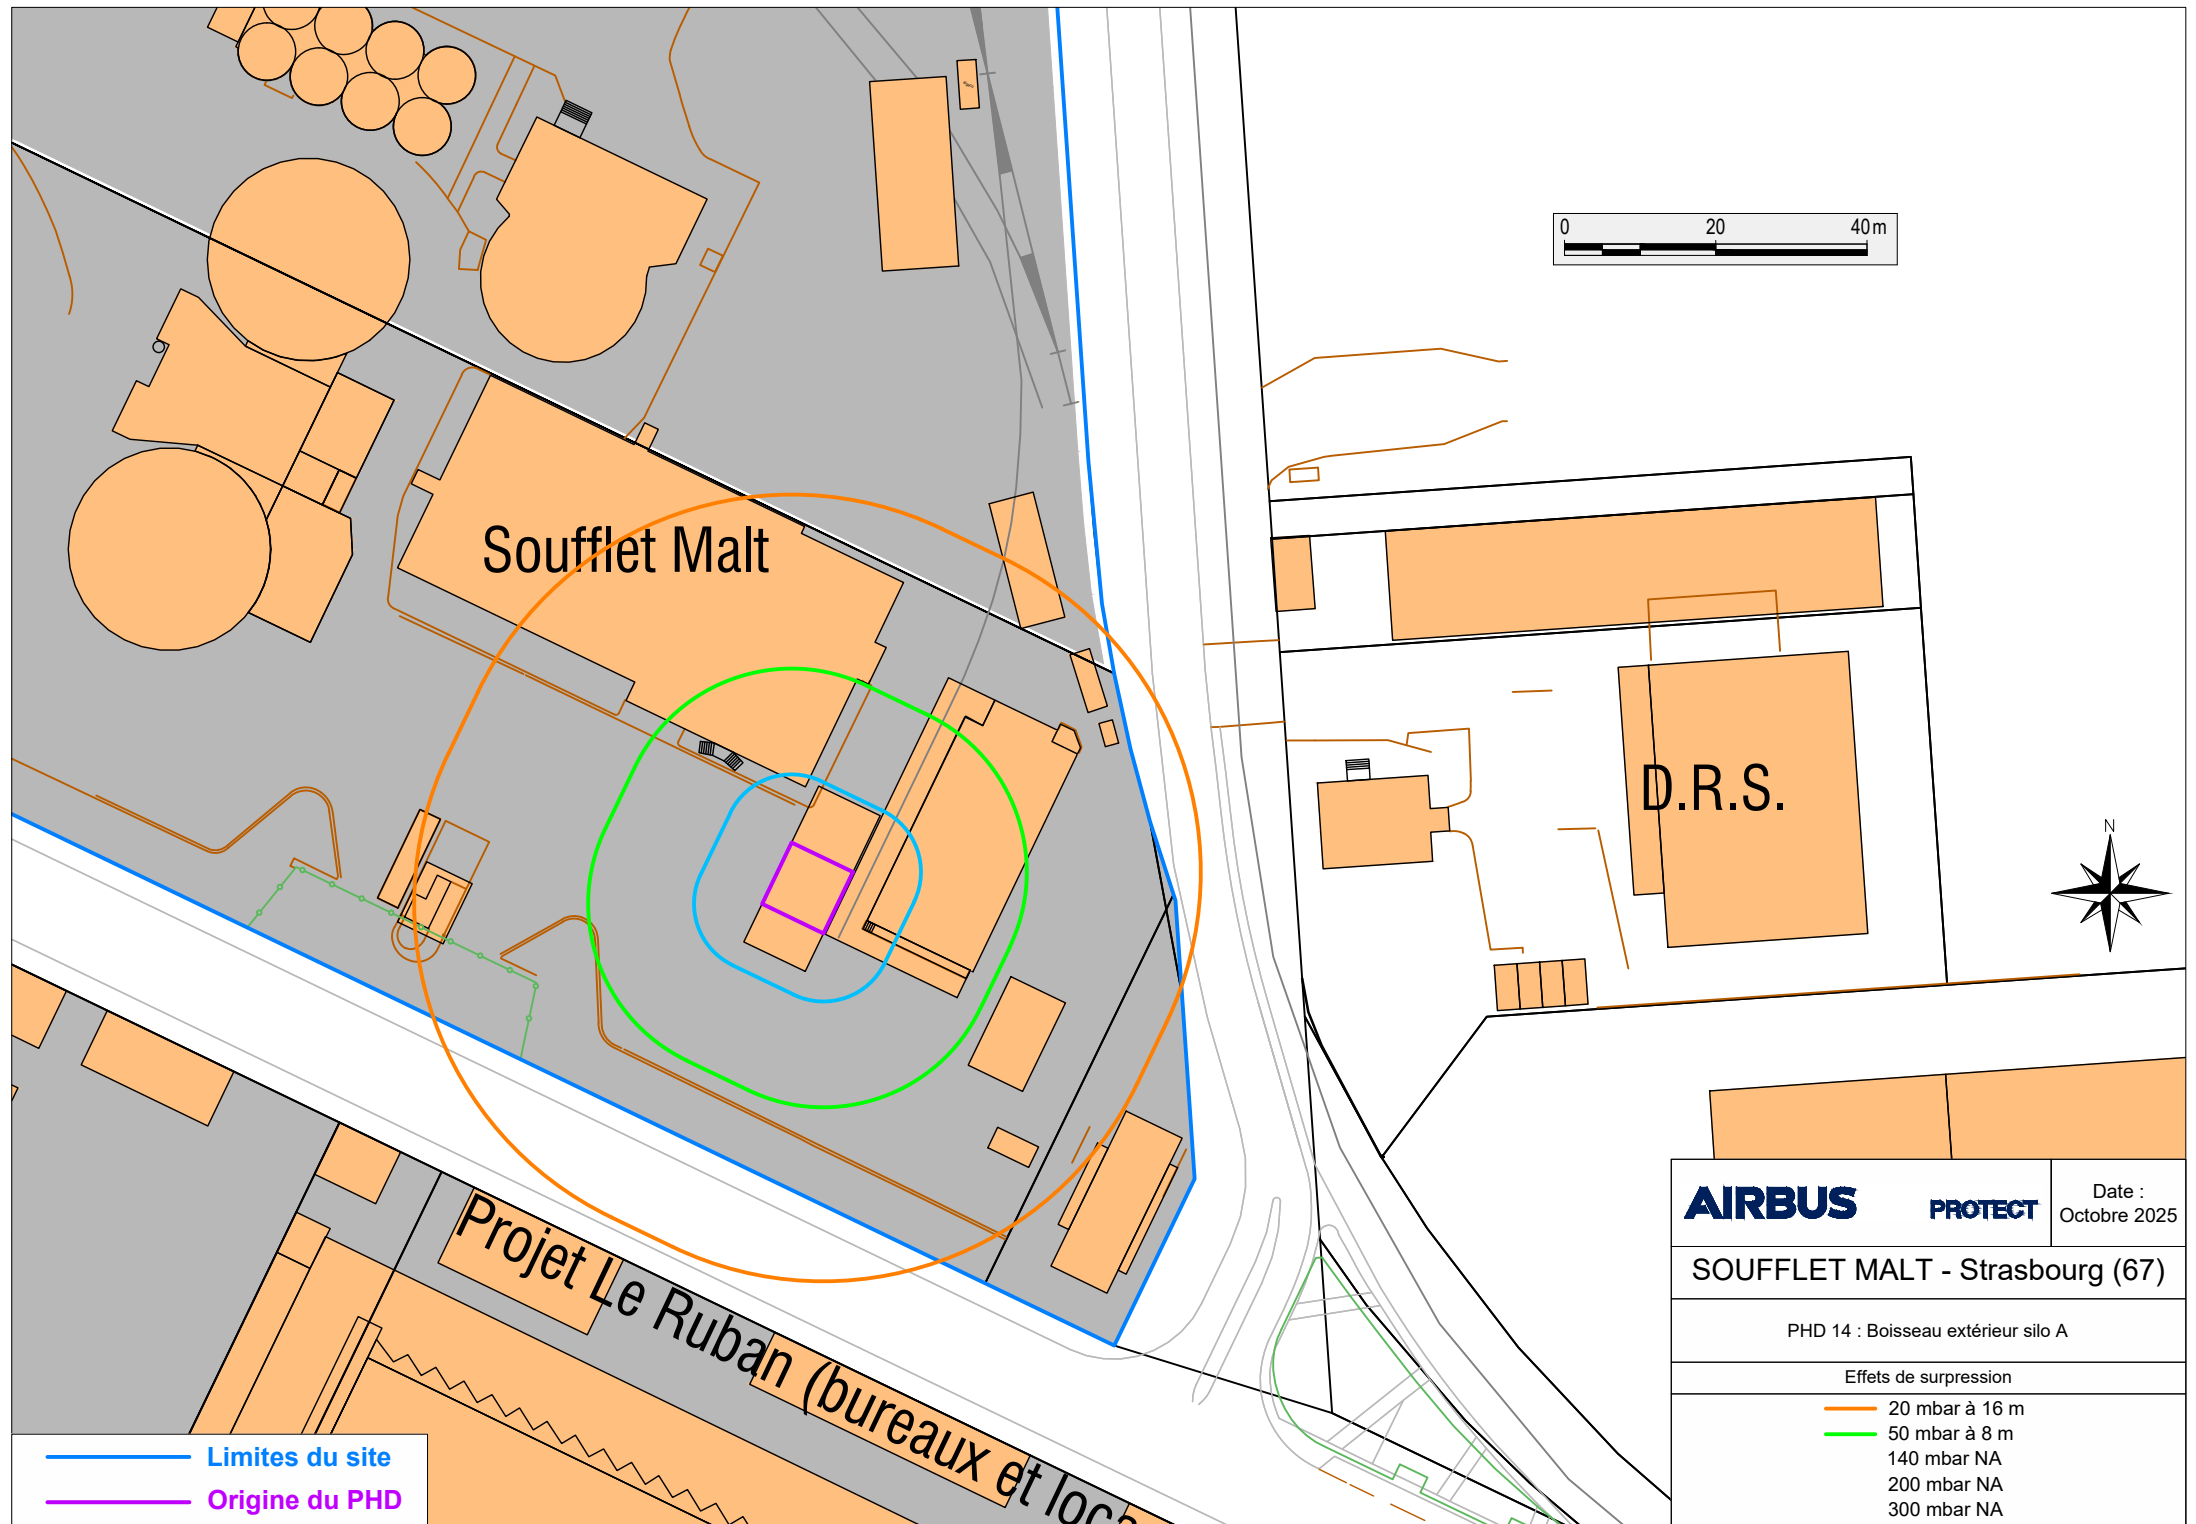 0 20 40m
Soufflet Malt
D.R.S.
N
Projet Le Ruban (bureaux et loca
AIRBUS PROTECT
Date :
Octobre 2025
SOUFFLET MALT - Strasbourg (67)
PHD 14 : Boisseau extérieur silo A
Effets de surpression
20 mbar à 16 m
50 mbar à 8 m
140 mbar NA
200 mbar NA
300 mbar NA
Limites du site
Origine du PHD